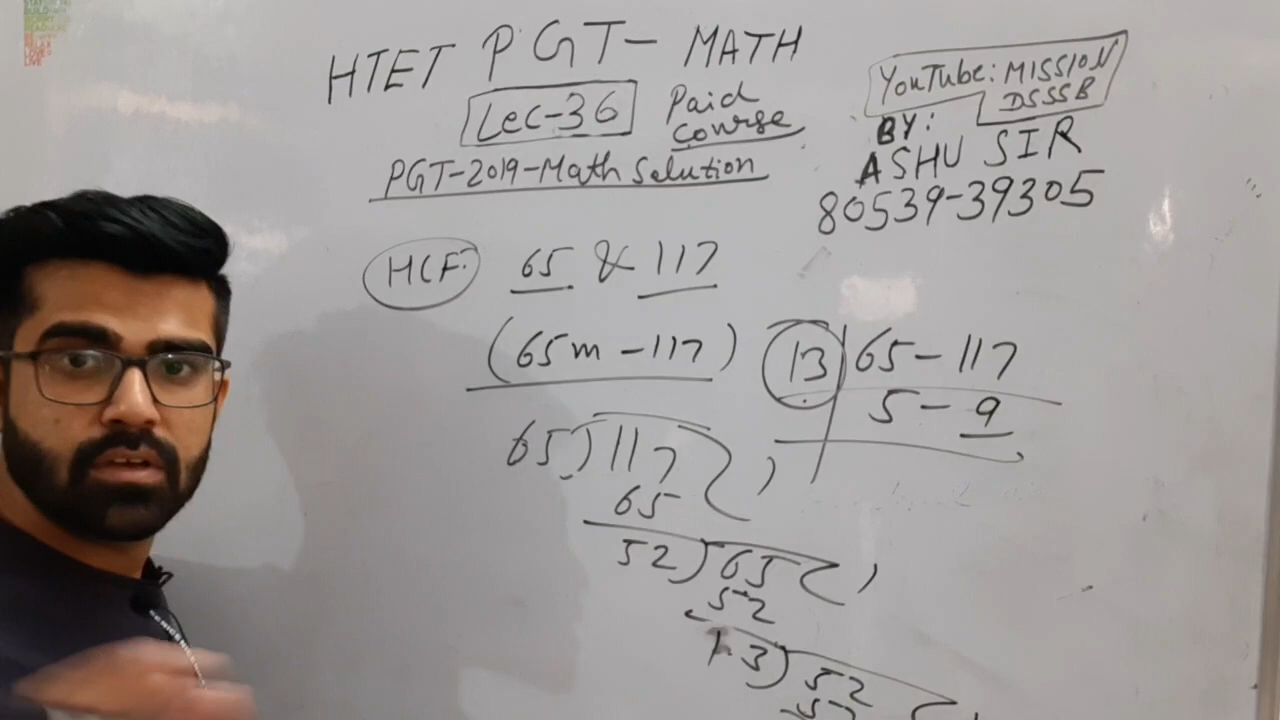 HTET PGT- MATH
Lec-36 Paid Course
PGT-2019-Math Solution
YouTube: MISSION
DSSSB
BY:
ASHU SIR
80539-39305
HCF. 65 & 117
(65m - 117)
13 | 65 - 117
5 - 9
65) 117 ( 1
65
52) 65 ( 1
52
13) 52 (
52